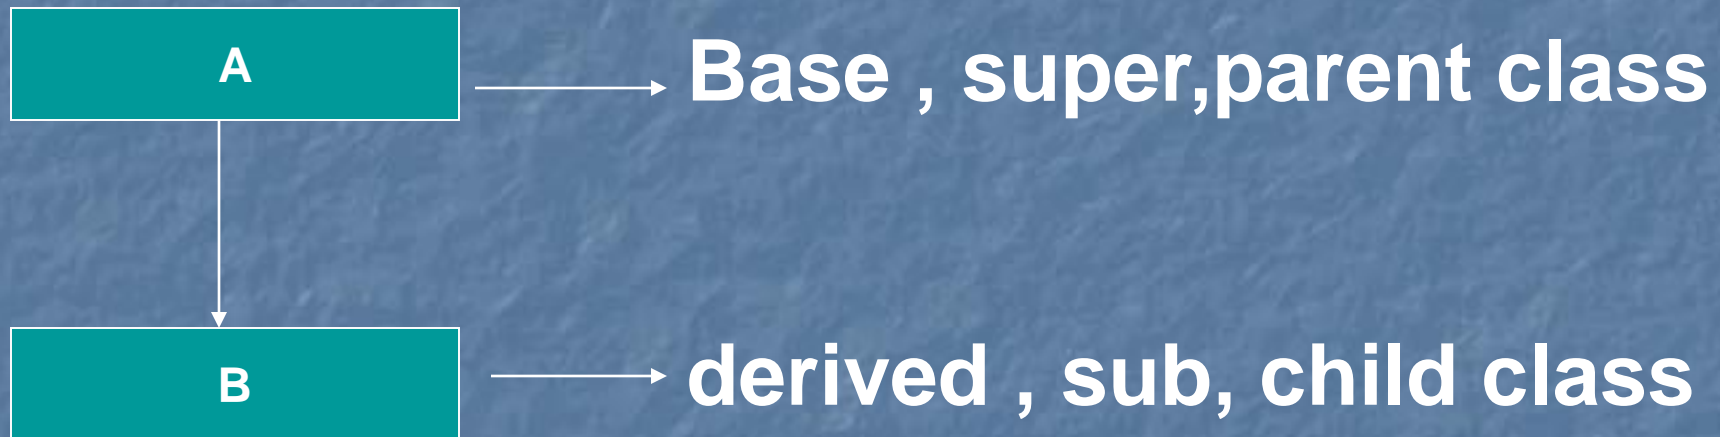 A
Base , super,parent class
B
derived , sub, child class